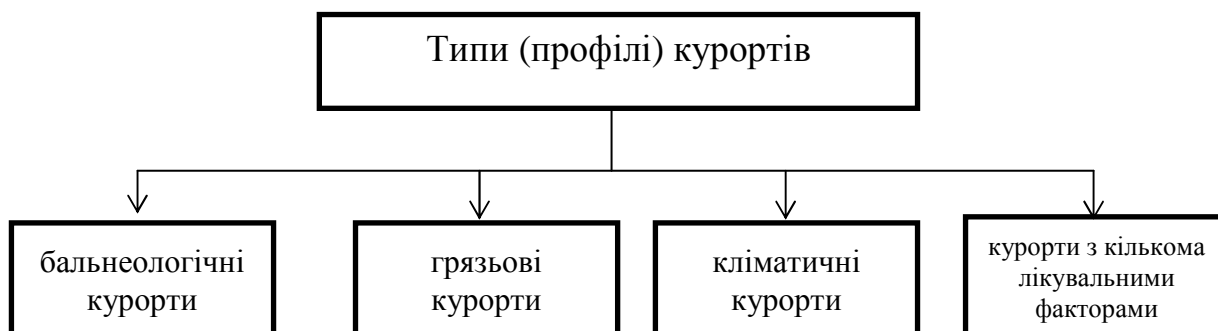 Типи (профілі) курортів
бальнеологічні
курорти
грязьові
курорти
кліматичні
курорти
курорти з кількома
лікувальними
факторами